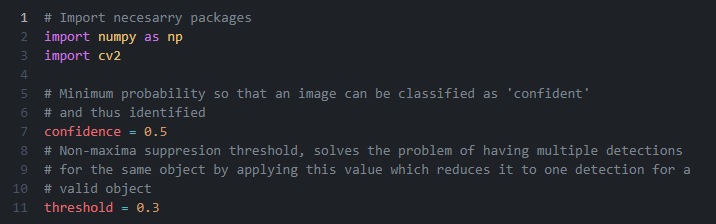 1 # Import necesarry packages
2 import numpy as np
3 import cv2
4
5 # Minimum probability so that an image can be classified as 'confident'
6 # and thus identified
7 confidence = 0.5
8 # Non-maxima suppresion threshold, solves the problem of having multiple detections
9 # for the same object by applying this value which reduces it to one detection for a
10 # valid object
11 threshold = 0.3